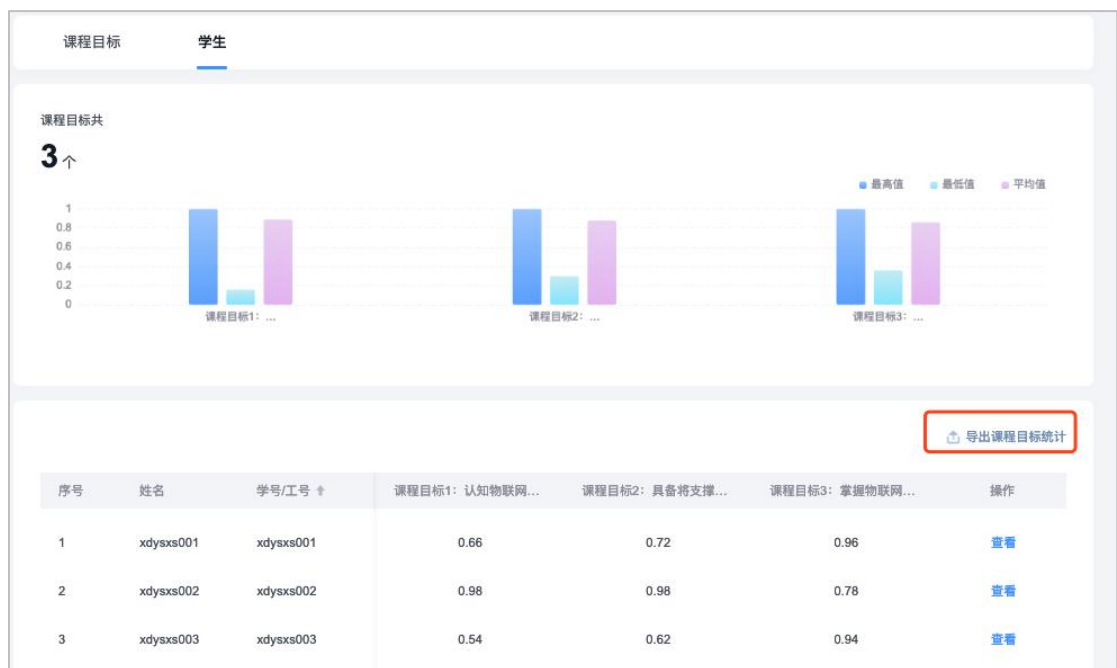 课程目标 学生
课程目标共
3 个
最高值 最低值 平均值
1
0.8
0.6
0.4
0.2
0
课程目标1： ... 课程目标2： ... 课程目标3： ...
导出课程目标统计
序号 姓名 学号/工号 课程目标1：认知物联网... 课程目标2：具备将支撑... 课程目标3：掌握物联网... 操作
1 xdysxs001 xdysxs001 0.66 0.72 0.96 查看
2 xdysxs002 xdysxs002 0.98 0.98 0.78 查看
3 xdysxs003 xdysxs003 0.54 0.62 0.94 查看